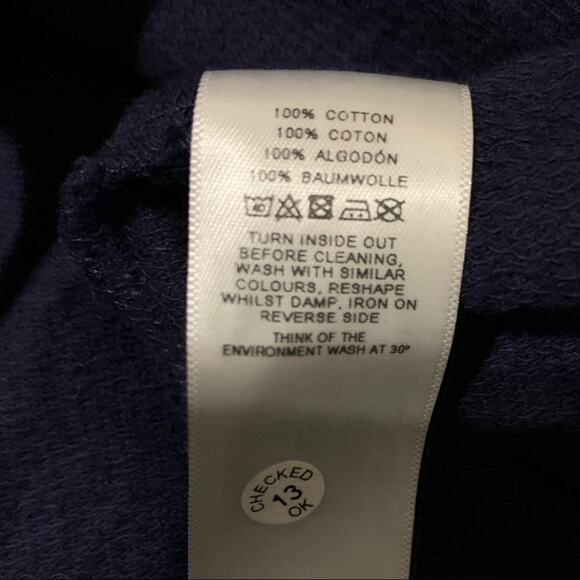 100% COTTON
100% COTON
100% ALGODÓN
100% BAUMWOLLE
40
TURN INSIDE OUT
BEFORE CLEANING,
WASH WITH SIMILAR
COLOURS, RESHAPE
WHILST DAMP, IRON ON
REVERSE SIDE
THINK OF THE
ENVIRONMENT WASH AT 30°
CHECKED
13
OK